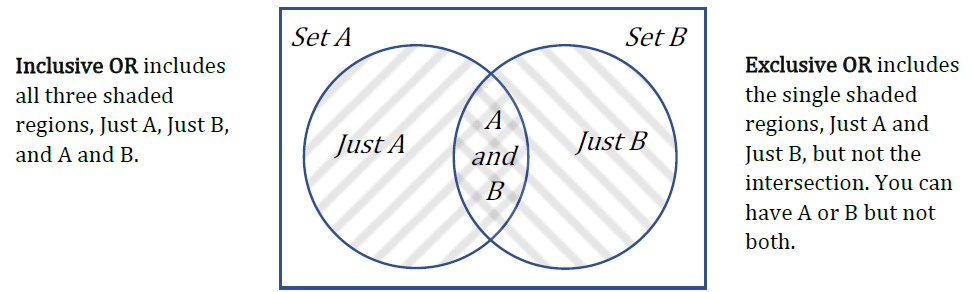 Inclusive OR includes
all three shaded
regions, Just A, Just B,
and A and B.
Set A
Set B
Just A
A
and
B
Just B
Exclusive OR includes
the single shaded
regions, Just A and
Just B, but not the
intersection. You can
have A or B but not
both.